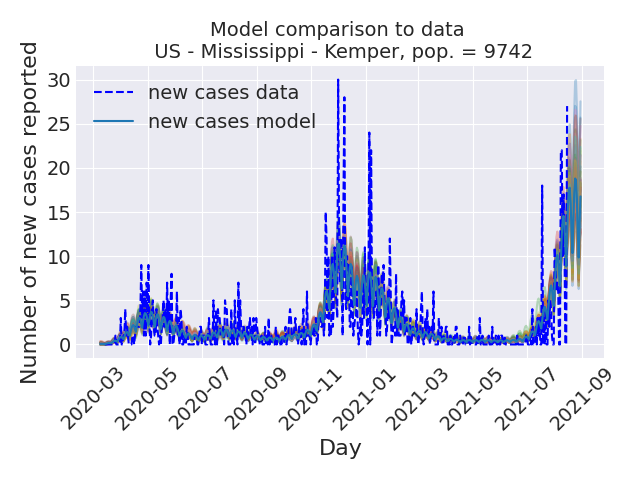 Model comparison to data
US - Mississippi - Kemper, pop. = 9742
Number of new cases reported
30
25
20
15
10
5
0
new cases data
new cases model
2020-03
2020-05
2020-07
2020-09
2020-11
2021-01
2021-03
2021-05
2021-07
2021-09
Day